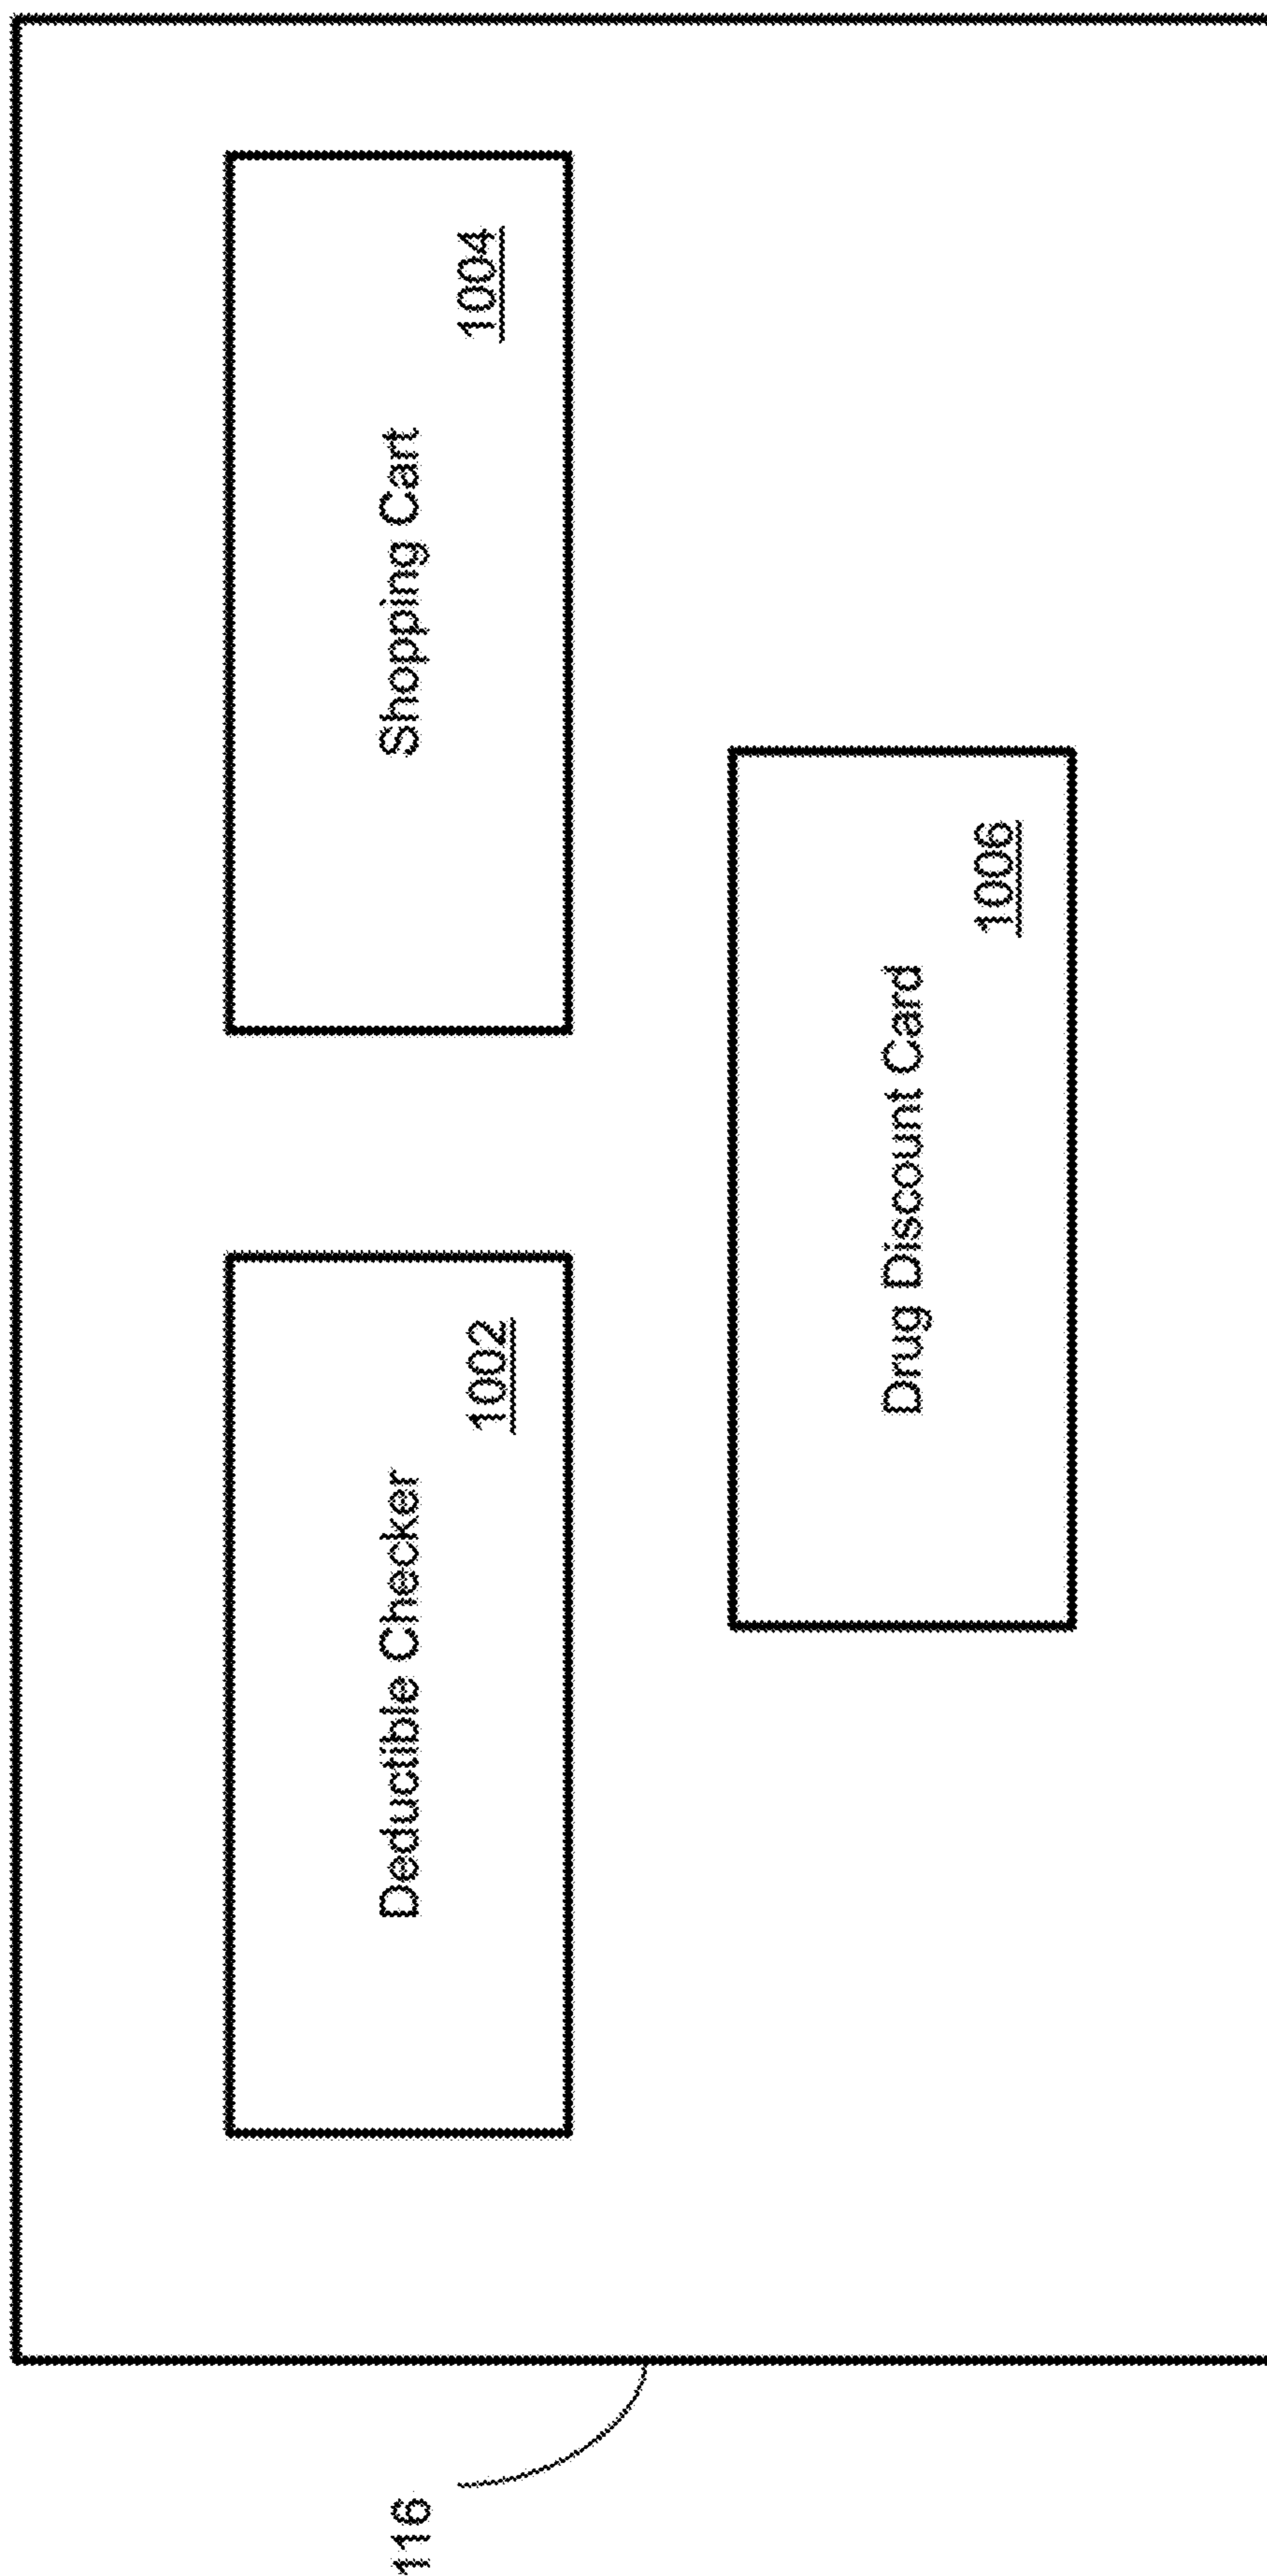 116
Deductible Checker
1002
Shopping Cart
1004
Drug Discount Card
1006